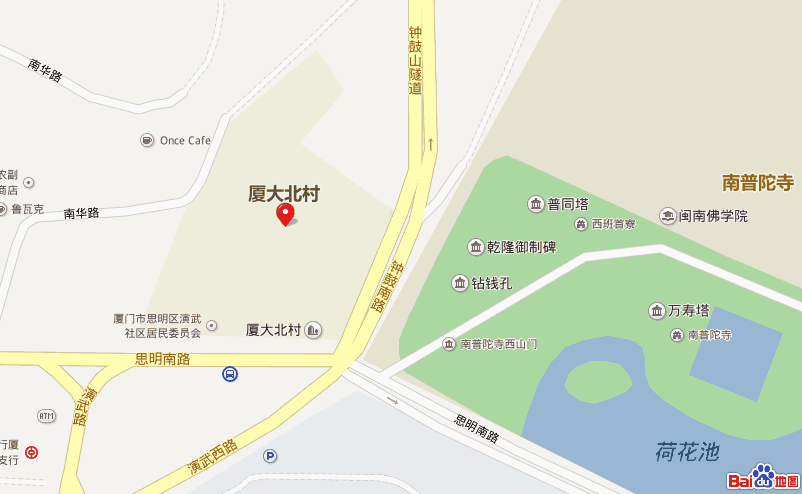 钟鼓山隧道
南华路
Once Cafe
农副
商店
鲁瓦克
南华路
厦大北村
南普陀寺
普同塔
西班首寮
闽南佛学院
乾隆御制碑
钻钱孔
钟鼓南路
万寿塔
南普陀寺
厦门市思明区演武
社区居民委员会
厦大北村
南普陀寺西山门
思明南路
演武路
ATM
思明南路
行厦
支行
演武西路
P
荷花池
Bai du 地图